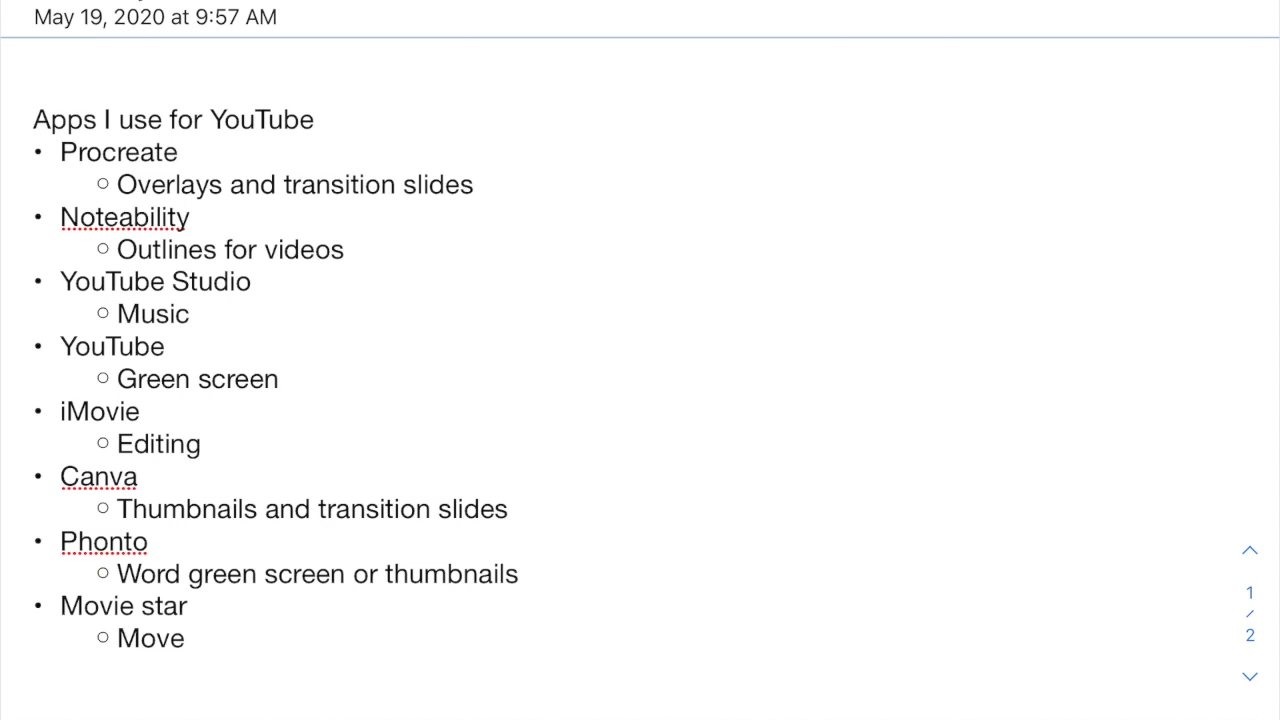 May 19, 2020 at 9:57 AM
Apps I use for YouTube
• Procreate
○ Overlays and transition slides
• Noteability
○ Outlines for videos
• YouTube Studio
○ Music
• YouTube
○ Green screen
• iMovie
○ Editing
• Canva
○ Thumbnails and transition slides
• Phonto
○ Word green screen or thumbnails
• Movie star
○ Move
1
/
2